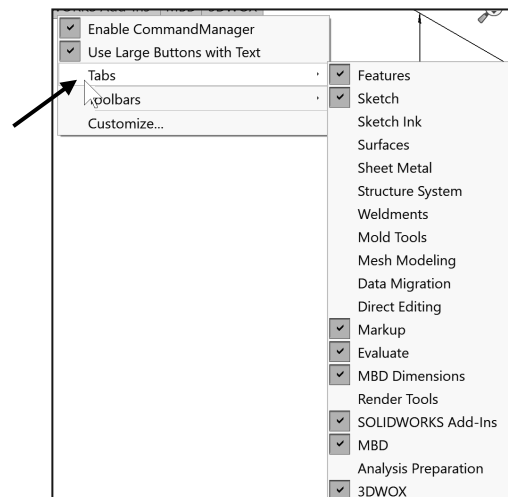 Enable CommandManager
Use Large Buttons with Text
Tabs
Toolbars
Customize...
Features
Sketch
Sketch Ink
Surfaces
Sheet Metal
Structure System
Weldments
Mold Tools
Mesh Modeling
Data Migration
Direct Editing
Markup
Evaluate
MBD Dimensions
Render Tools
SOLIDWORKS Add-Ins
MBD
Analysis Preparation
3DWOX